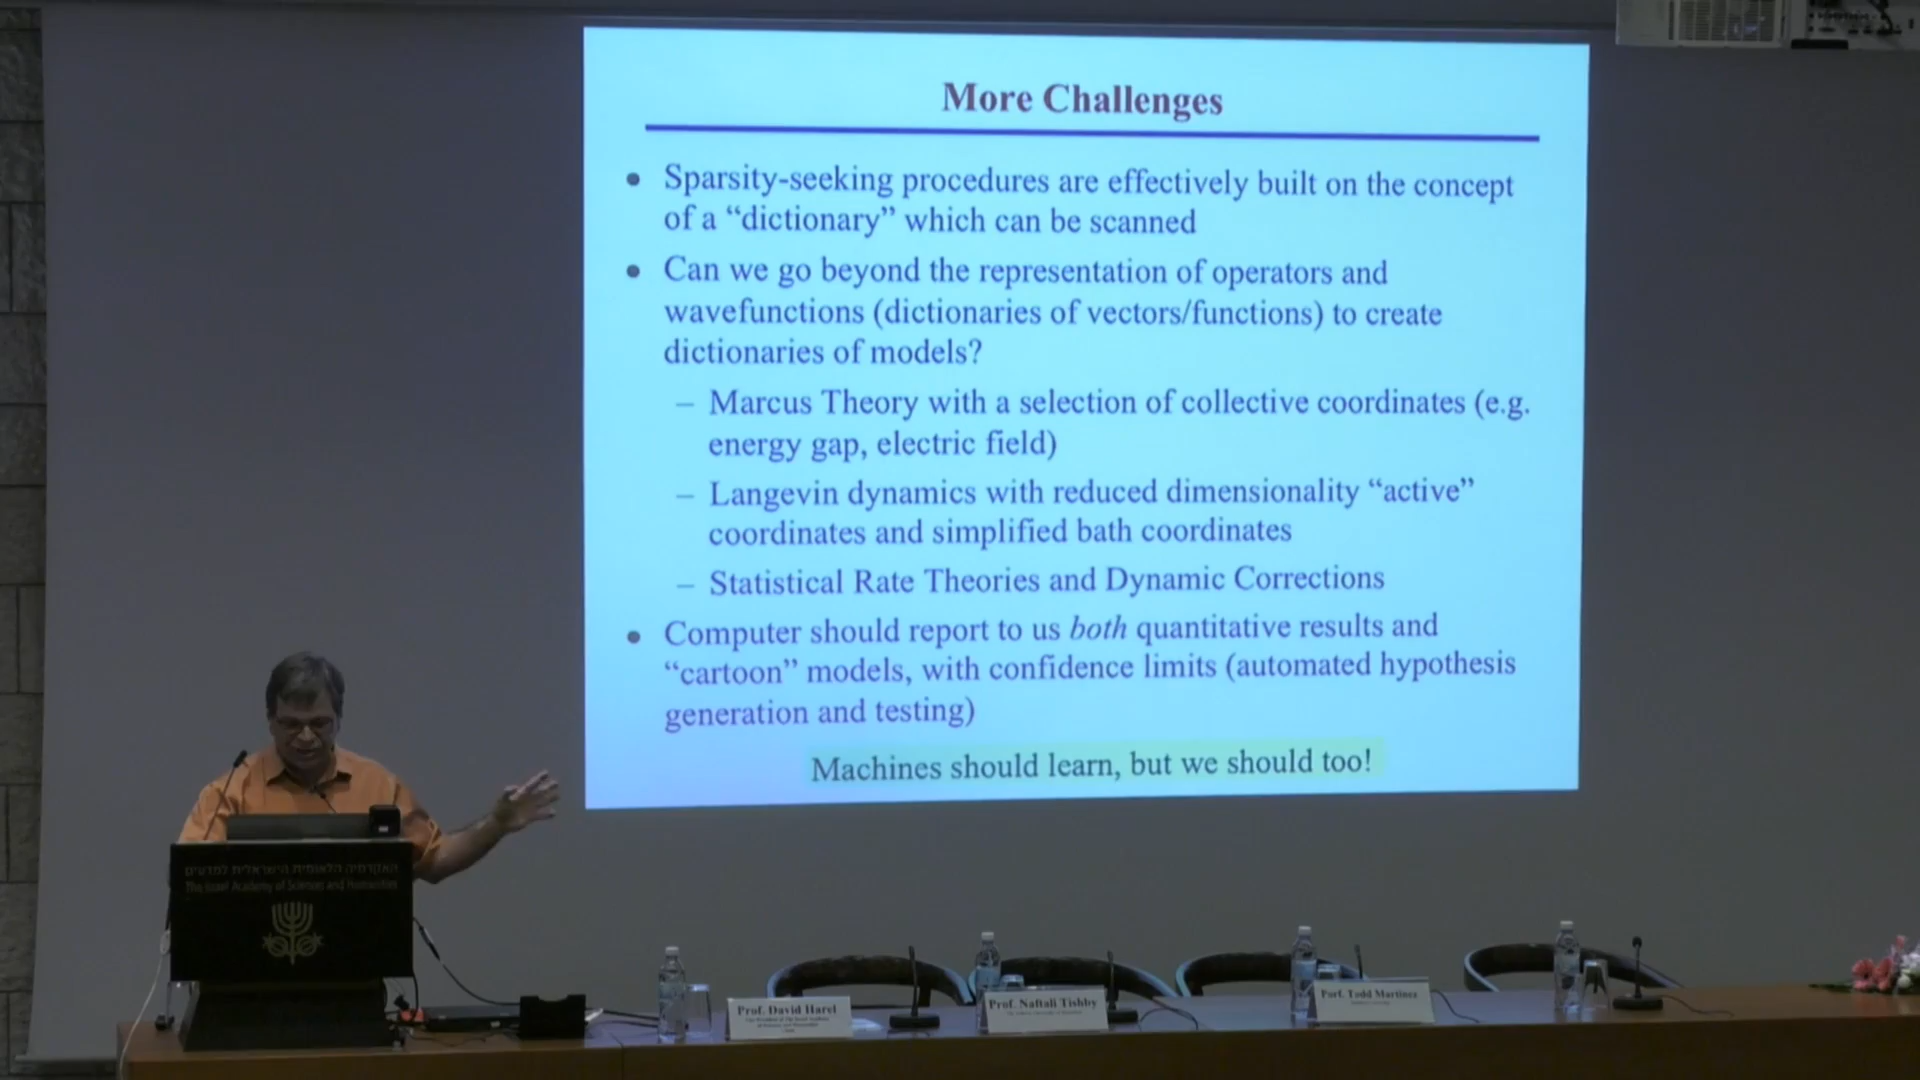 More Challenges
• Sparsity-seeking procedures are effectively built on the concept
of a “dictionary” which can be scanned
• Can we go beyond the representation of operators and
wavefunctions (dictionaries of vectors/functions) to create
dictionaries of models?
– Marcus Theory with a selection of collective coordinates (e.g.
energy gap, electric field)
– Langevin dynamics with reduced dimensionality “active”
coordinates and simplified bath coordinates
– Statistical Rate Theories and Dynamic Corrections
• Computer should report to us both quantitative results and
“cartoon” models, with confidence limits (automated hypothesis
generation and testing)
Machines should learn, but we should too!
האקדמיה הלאומית הישראלית למדעים
The Israel Academy of Sciences and Humanities
Prof. David Harel
Prof. Naftali Tishby
Porf. Todd Martinez